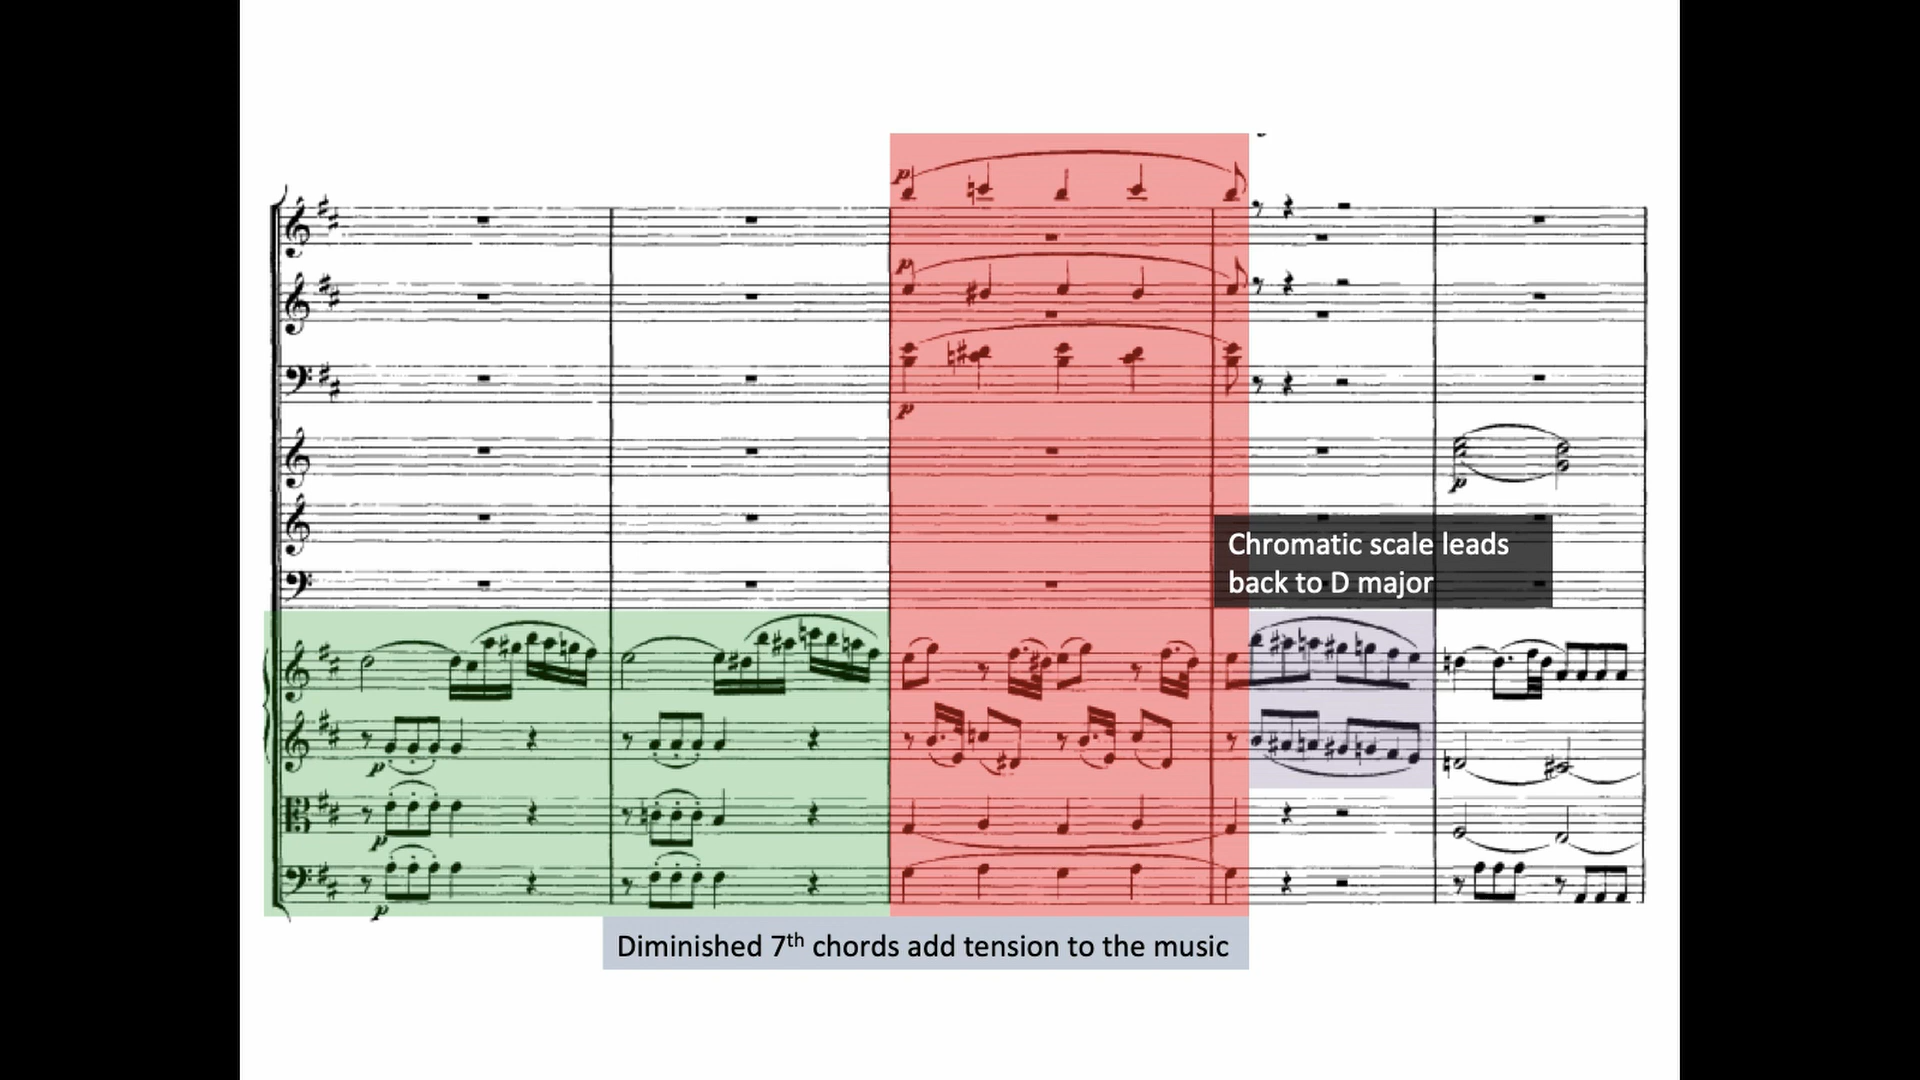 p
p
p
p
Chromatic scale leads
back to D major
p
p
p
Diminished 7th chords add tension to the music